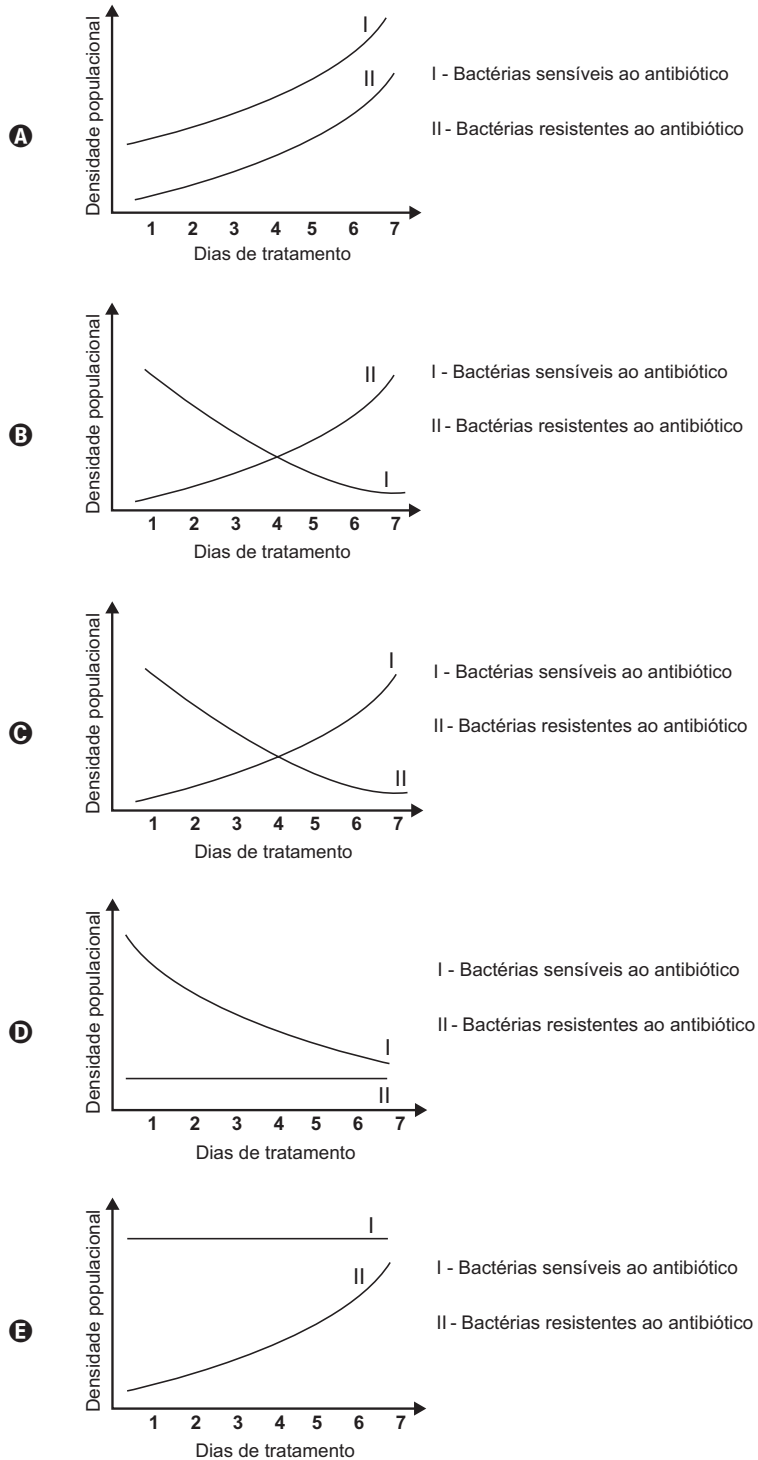 A
Densidade populacional
I
II
1 2 3 4 5 6 7
Dias de tratamento
I - Bactérias sensíveis ao antibiótico
II - Bactérias resistentes ao antibiótico
B
Densidade populacional
II
I
1 2 3 4 5 6 7
Dias de tratamento
I - Bactérias sensíveis ao antibiótico
II - Bactérias resistentes ao antibiótico
C
Densidade populacional
I
II
1 2 3 4 5 6 7
Dias de tratamento
I - Bactérias sensíveis ao antibiótico
II - Bactérias resistentes ao antibiótico
D
Densidade populacional
I
II
1 2 3 4 5 6 7
Dias de tratamento
I - Bactérias sensíveis ao antibiótico
II - Bactérias resistentes ao antibiótico
E
Densidade populacional
I
II
1 2 3 4 5 6 7
Dias de tratamento
I - Bactérias sensíveis ao antibiótico
II - Bactérias resistentes ao antibiótico